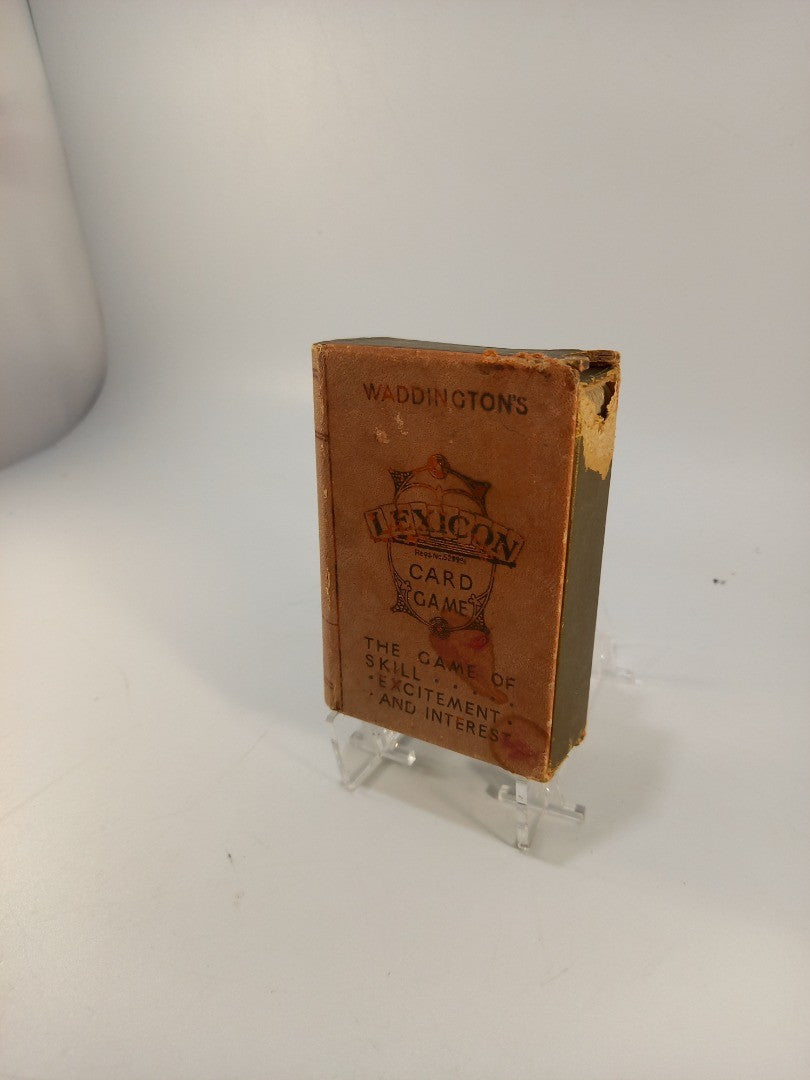 WADDINGTON'S
LEXICON
CARD
GAME
THE GAME OF
SKILL . . . . .
· EXCITEMENT ·
· AND INTEREST